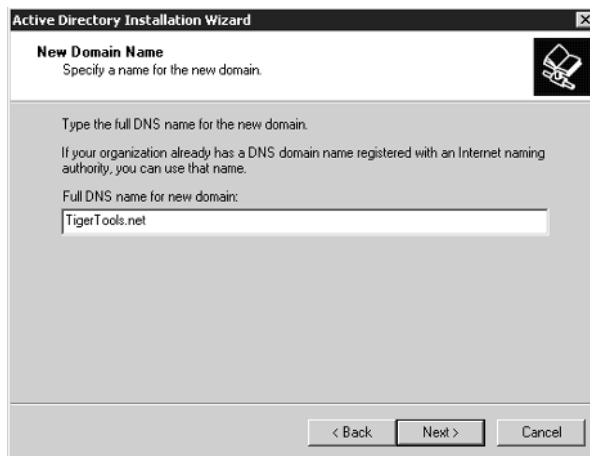 Active Directory Installation Wizard
New Domain Name
Specify a name for the new domain.
Type the full DNS name for the new domain.
If your organization already has a DNS domain name registered with an Internet naming
authority, you can use that name.
Full DNS name for new domain:
TigerTools.net
< Back Next > Cancel